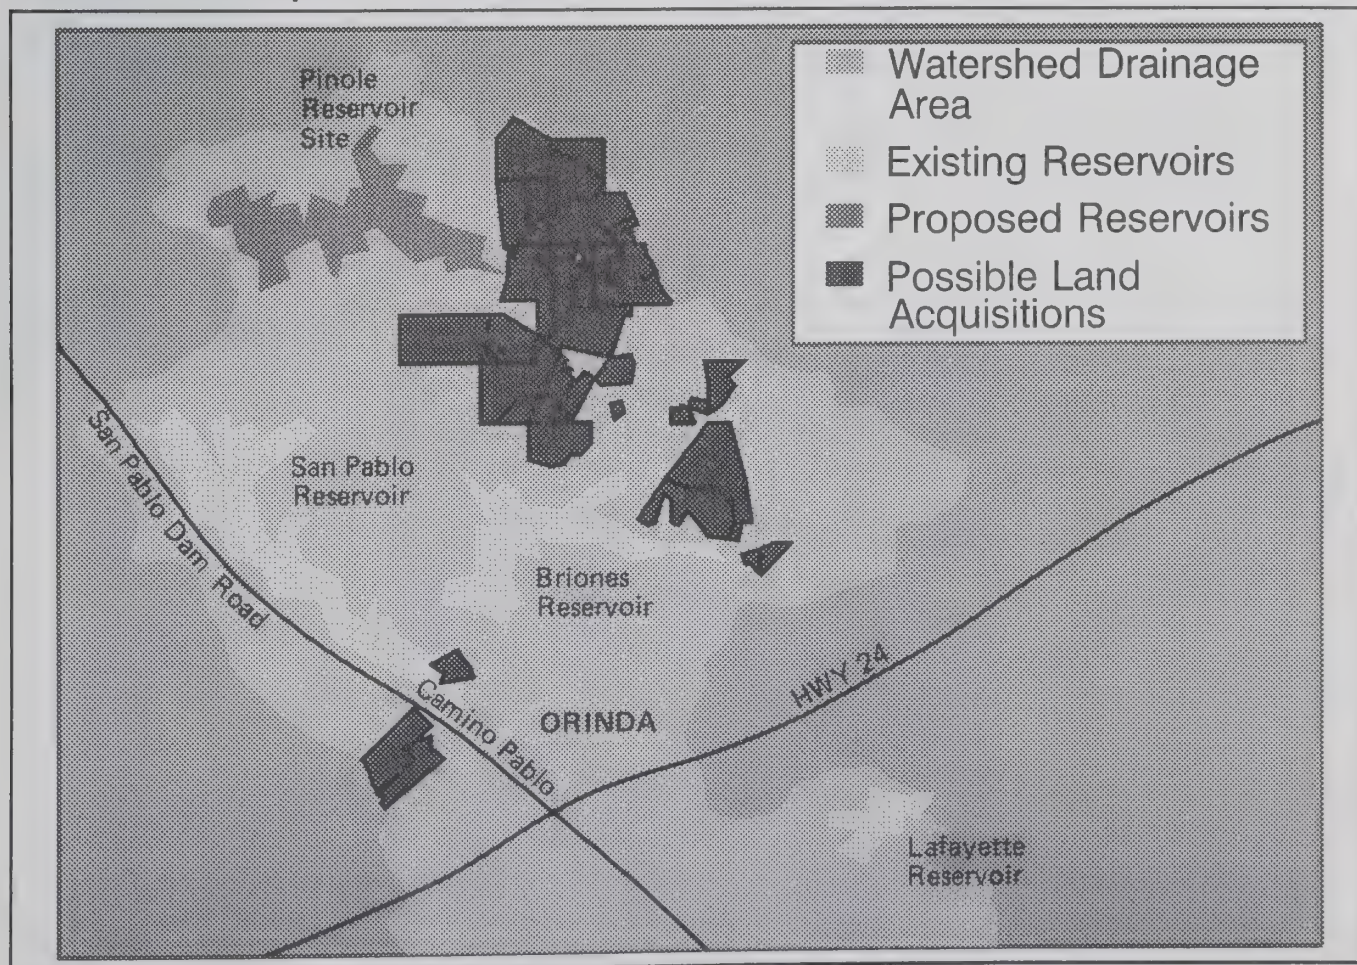 Pinole
Reservoir
Site
Watershed Drainage
Area
Existing Reservoirs
Proposed Reservoirs
Possible Land
Acquisitions
San Pablo Dam Road
San Pablo
Reservoir
Briones
Reservoir
Camino Pablo
ORINDA
HWY 24
Lafayette
Reservoir